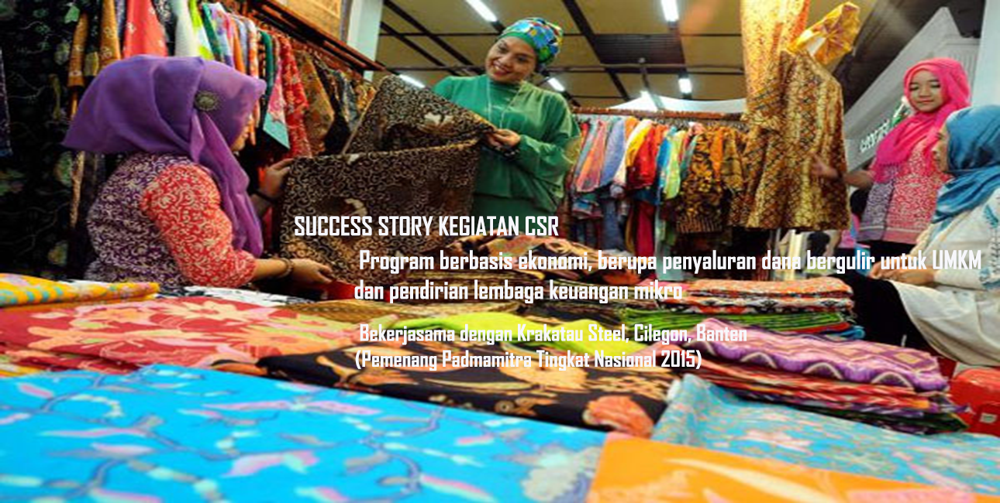 SUCCESS STORY KEGIATAN CSR
Program berbasis ekonomi, berupa penyaluran dana bergulir untuk UMKM
dan pendirian lembaga keuangan mikro
Bekerjasama dengan Krakatau Steel, Cilegon, Banten
(Pemenang Padmamitra Tingkat Nasional 2015)